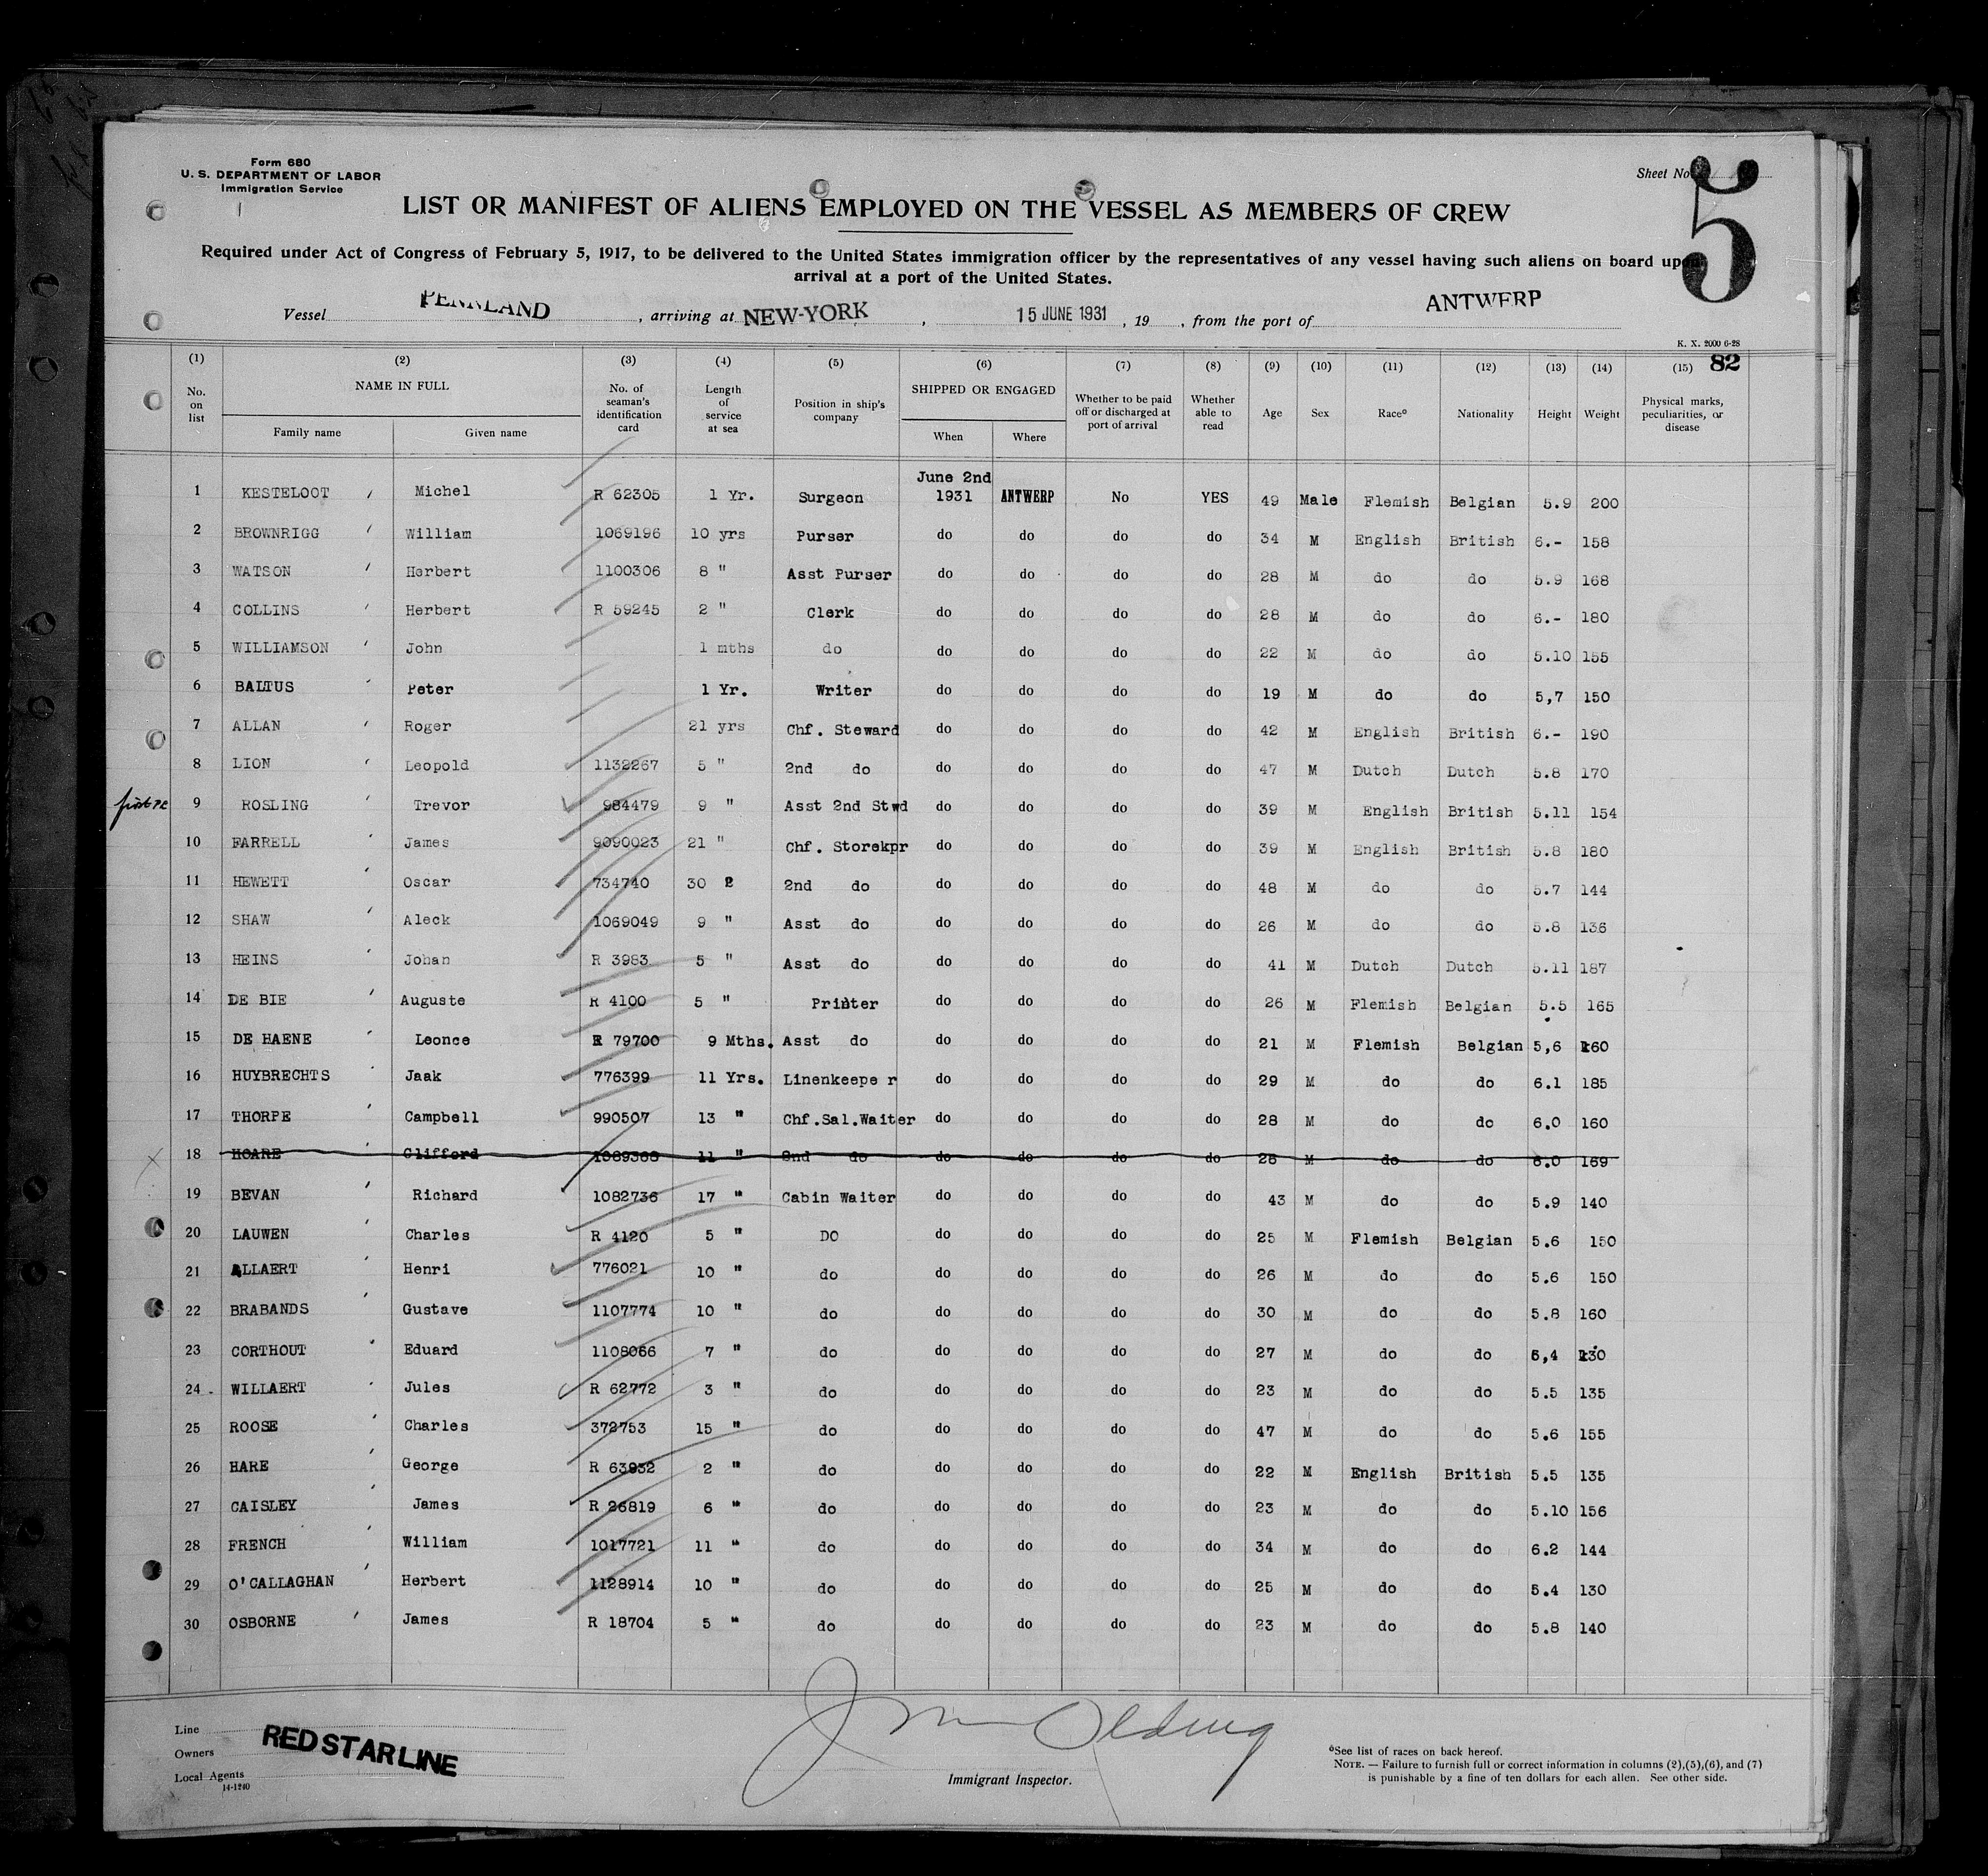 Form 680
U. S. DEPARTMENT OF LABOR
Immigration Service
Sheet No. 5
LIST OR MANIFEST OF ALIENS EMPLOYED ON THE VESSEL AS MEMBERS OF CREW
Required under Act of Congress of February 5, 1917, to be delivered to the United States immigration officer by the representatives of any vessel having such aliens on board upon
arrival at a port of the United States.
Vessel PENNLAND, arriving at NEW-YORK, 15 JUNE 1931, 19 , from the port of ANTWERP
K. X. 2000 6-28
82
(1) (2) (3) (4) (5) (6) (7) (8) (9) (10) (11) (12) (13) (14) (15)
No. on list NAME IN FULL Family name Given name No. of seaman's identification card Length of service at sea Position in ship's company SHIPPED OR ENGAGED When Where Whether to be paid off or discharged at port of arrival Whether able to read Age Sex Race* Nationality Height Weight Physical marks, peculiarities, or disease
1 KESTELOOT Michel R 62305 1 Yr. Surgeon June 2nd 1931 ANTWERP No YES 49 Male Flemish Belgian 5.9 200
2 BROWNRIGG William 1069196 10 yrs Purser do do do do 34 M English British 6.- 158
3 WATSON Herbert 1100306 8 " Asst Purser do do do do 28 M do do 5.9 168
4 COLLINS Herbert R 59245 2 " Clerk do do do do 28 M do do 6.- 180
5 WILLIAMSON John 1 mths do do do do do 22 M do do 5.10 155
6 BALTUS Peter 1 Yr. Writer do do do do 19 M do do 5,7 150
7 ALLAN Roger 21 yrs Chf. Steward do do do do 42 M English British 6.- 190
8 LION Leopold 1132267 5 " 2nd do do do do do 47 M Dutch Dutch 5.8 170
9 ROSLING Trevor 984479 9 " Asst 2nd Stwd do do do do 39 M English British 5.11 154
10 FARRELL James 9090023 21 " Chf. Storekpr do do do do 39 M English British 5.8 180
11 HEWETT Oscar 734740 30 2 2nd do do do do do 48 M do do 5.7 144
12 SHAW Aleck 1069049 9 " Asst do do do do do 26 M do do 5.8 136
13 HEINS Johan R 3983 5 " Asst do do do do do 41 M Dutch Dutch 5.11 187
14 DE BIE Auguste R 4100 5 " Printer do do do do 26 M Flemish Belgian 5.5 165
15 DE HAENE Leonce R 79700 9 Mths. Asst do do do do do 21 M Flemish Belgian 5,6 160
16 HUYBRECHTS Jaak 776399 11 Yrs. Linenkeepe r do do do do 29 M do do 6.1 185
17 THORPE Campbell 990507 13 " Chf.Sal.Waiter do do do do 28 M do do 6.0 160
18 HOARE Clifford 11 " 2nd do do do do do M do do 6.0 169
19 BEVAN Richard 1082736 17 " Cabin Waiter do do do do 43 M do do 5.9 140
20 LAUWEN Charles R 4120 5 " DO do do do do 25 M Flemish Belgian 5.6 150
21 ALLAERT Henri 776021 10 " do do do do do 26 M do do 5.6 150
22 BRABANDS Gustave 1107774 10 " do do do do do 30 M do do 5.8 160
23 CORTHOUT Eduard 1108066 7 " do do do do do 27 M do do 130
24 WILLAERT Jules R 62772 3 " do do do do do 23 M do do 5.5 135
25 ROOSE Charles 372753 15 " do do do do do 47 M do do 5.6 155
26 HARE George R 63932 2 " do do do do do 22 M English British 5.5 135
27 CAISLEY James R 26819 6 " do do do do do 23 M do do 5.10 156
28 FRENCH William 1017721 11 " do do do do do 34 M do do 6.2 144
29 O'CALLAGHAN Herbert 1128914 10 " do do do do do 25 M do do 5.4 130
30 OSBORNE James R 18704 5 " do do do do do 23 M do do 5.8 140
Line
Owners
Local Agents
RED STAR LINE
14-1240
Immigrant Inspector.
*See list of races on back hereof.
NOTE. — Failure to furnish full or correct information in columns (2),(5),(6), and (7)
is punishable by a fine of ten dollars for each alien. See other side.